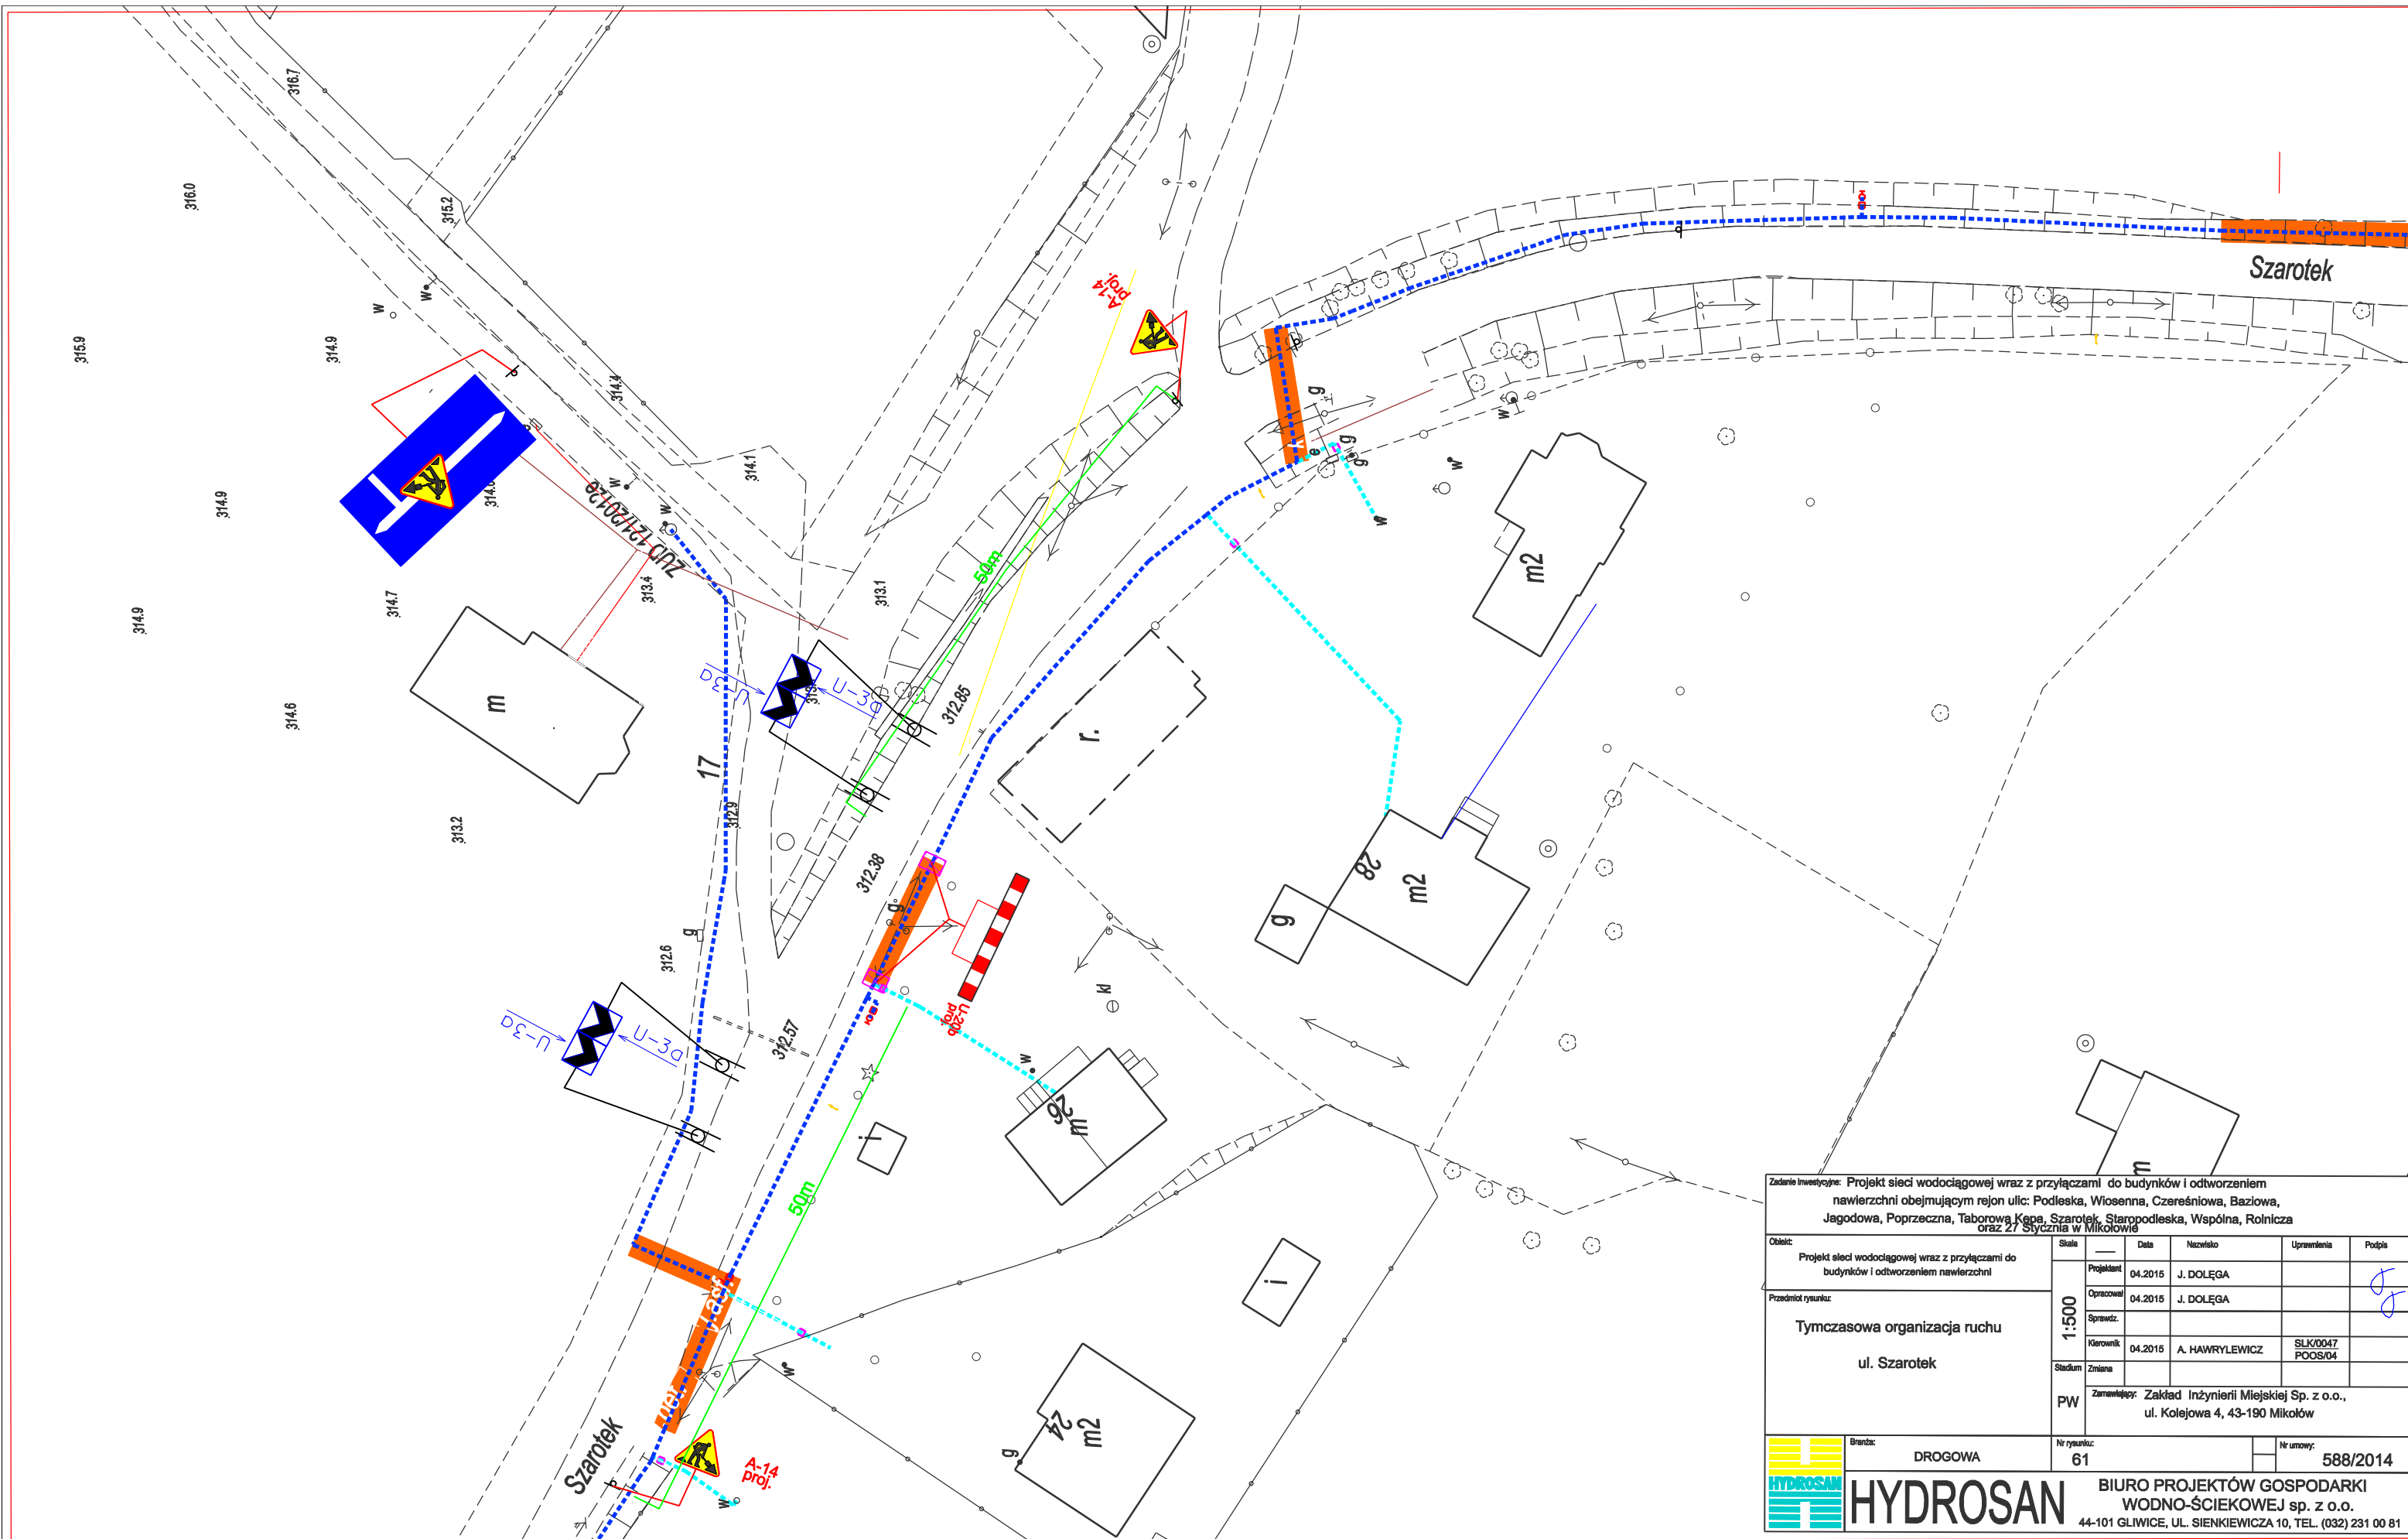 316.7
316.0
315.2
315.9
314.9
314.4
w
w
314.9
314.1
w
w
ZUD 121/20120
313.4
314.7
314.9
314.6
313.2
313.1
m
17
312.9
312.6
g
U-3a
U-3a
U-3a
U-3a
312.85
312.38
312.57
50m
50m
A-14
proj.
Szarotek
g
g
g
e
w
w
w
m2
r.
28
m2
g
g.
U-20b
proj.
kl
w
26
m
i
i
24
m2
g
m
w
w
Szarotek
A-14
proj.
Zadanie inwestycyjne: Projekt sieci wodociągowej wraz z przyłączami do budynków i odtworzeniem
nawierzchni obejmującym rejon ulic: Podleska, Wiosenna, Czereśniowa, Baziowa,
Jagodowa, Poprzeczna, Taborowa Kępa, Szarotek, Staropodleska, Wspólna, Rolnicza
oraz 27 Stycznia w Mikołowie
Obiekt:
Projekt sieci wodociągowej wraz z przyłączami do
budynków i odtworzeniem nawierzchni
Skala
Data
Nazwisko
Uprawnienia
Podpis
1:500
Projektant
04.2015
J. DOLĘGA
Opracował
04.2015
J. DOLĘGA
Sprawdz.
Kierownik
04.2015
A. HAWRYLEWICZ
SLK/0047
POOS/04
Przedmiot rysunku:
Tymczasowa organizacja ruchu
ul. Szarotek
Stadium
Zmiana
PW
Zamawiający: Zakład Inżynierii Miejskiej Sp. z o.o.,
ul. Kolejowa 4, 43-190 Mikołów
Branża:
DROGOWA
Nr rysunku:
61
Nr umowy:
588/2014
HYDROSAN
HYDROSAN
BIURO PROJEKTÓW GOSPODARKI
WODNO-ŚCIEKOWEJ sp. z o.o.
44-101 GLIWICE, UL. SIENKIEWICZA 10, TEL. (032) 231 00 81